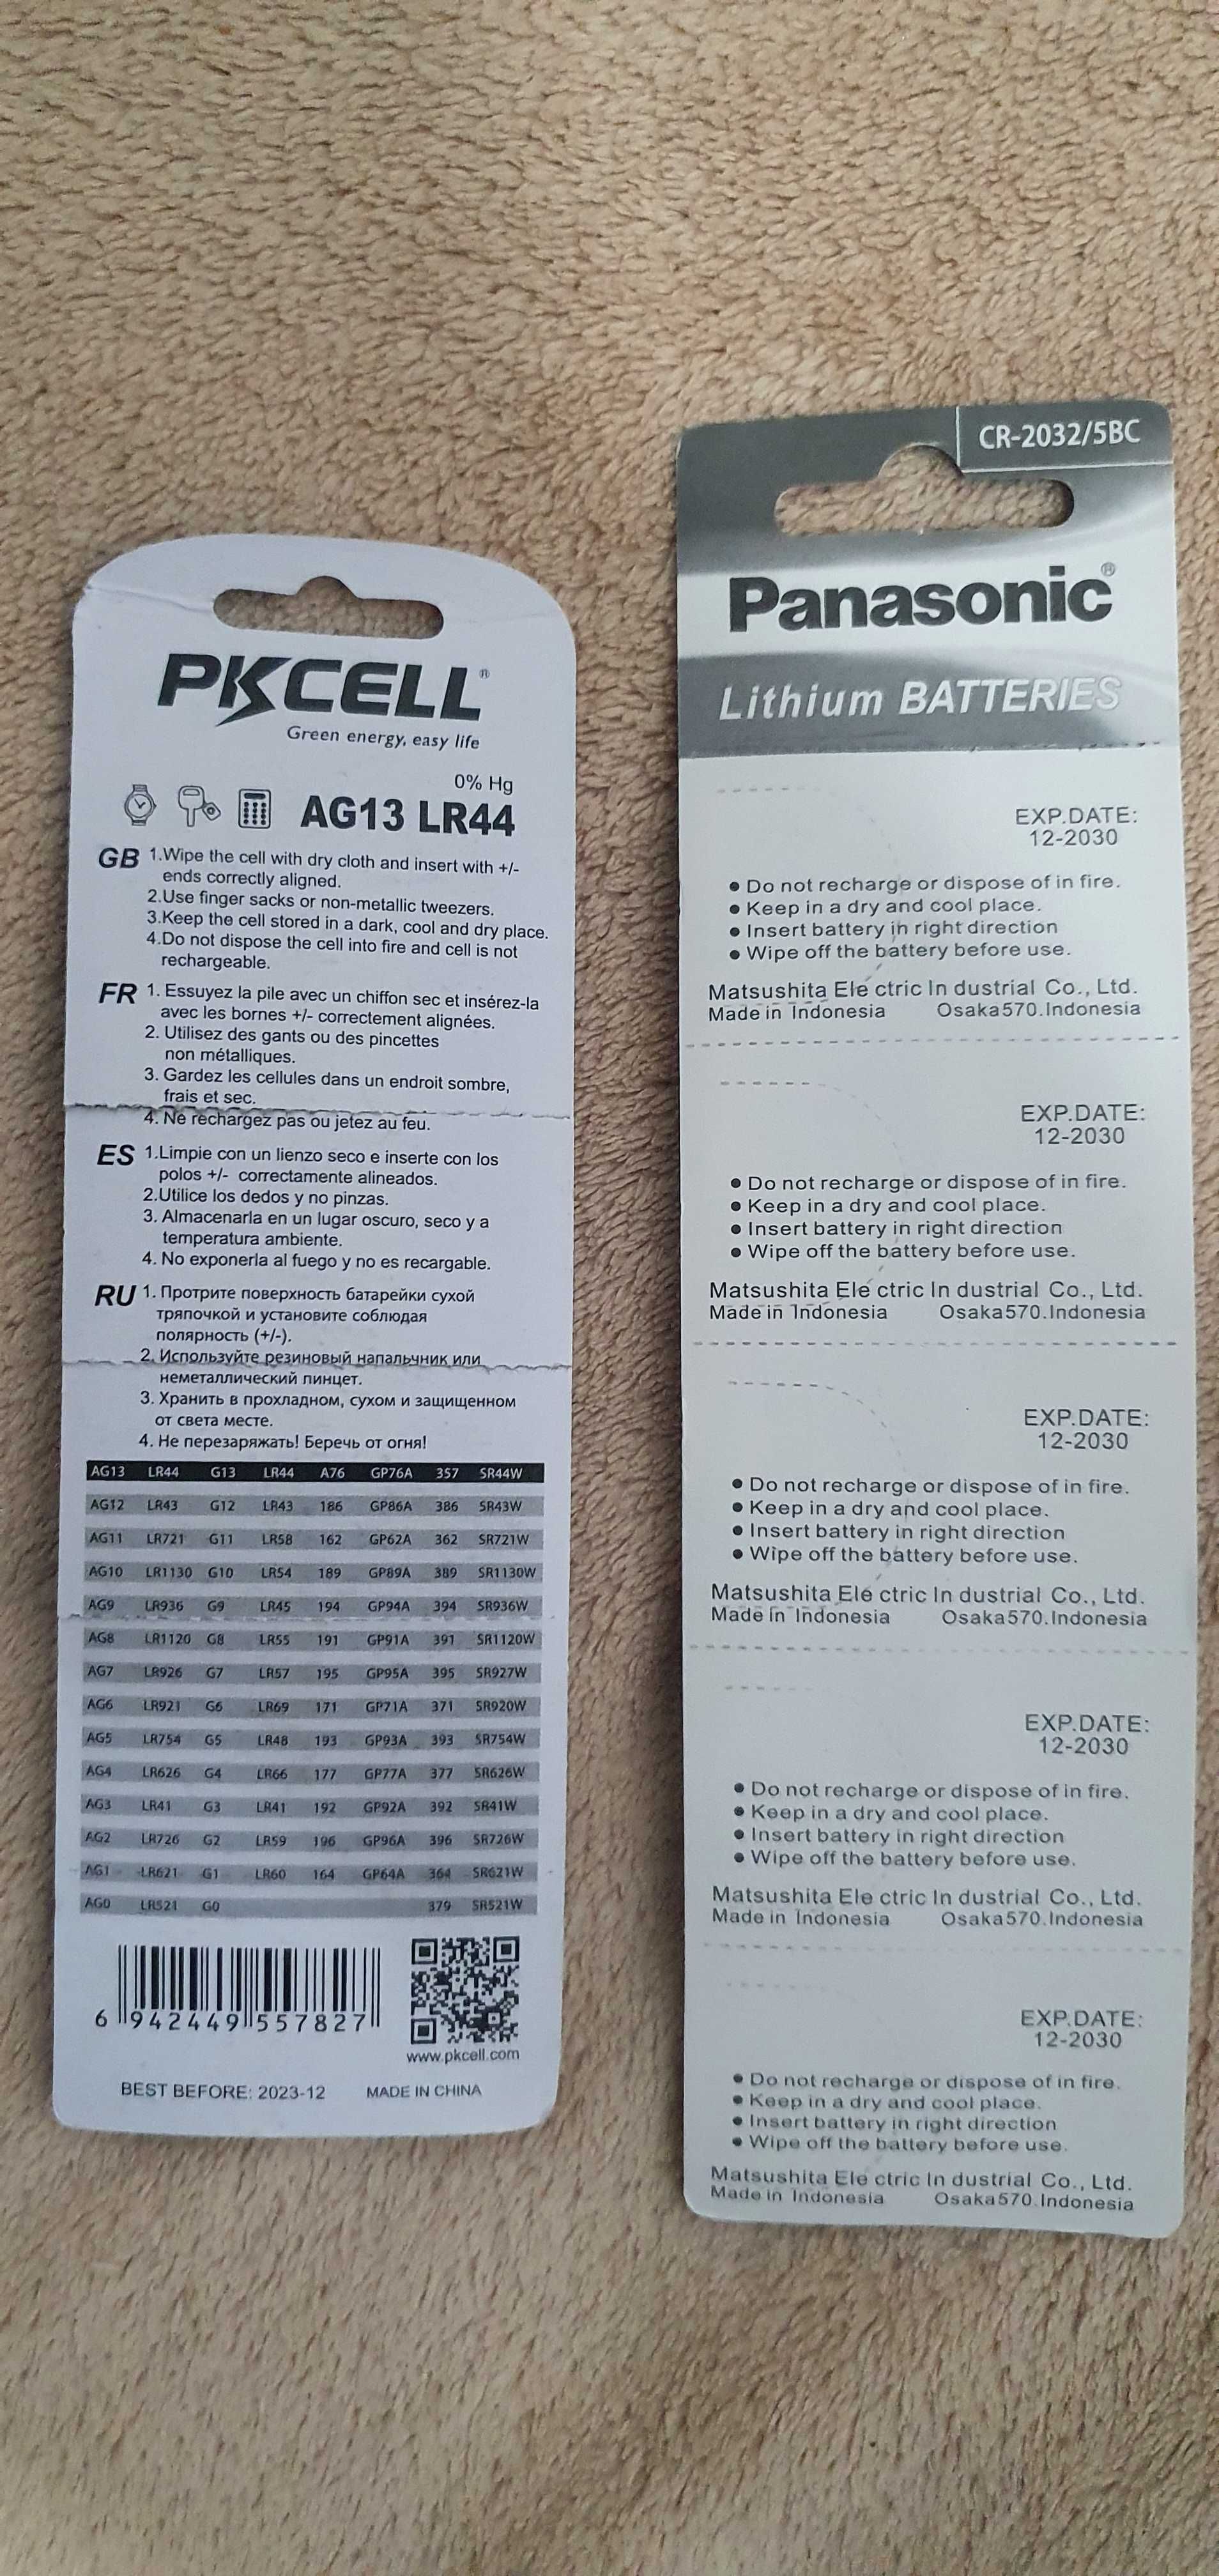 PKCELL®
Green energy, easy life
0% Hg
AG13 LR44
GB 1.Wipe the cell with dry cloth and insert with +/-
ends correctly aligned.
2.Use finger sacks or non-metallic tweezers.
3.Keep the cell stored in a dark, cool and dry place.
4.Do not dispose the cell into fire and cell is not
rechargeable.
FR 1. Essuyez la pile avec un chiffon sec et insérez-la
avec les bornes +/- correctement alignées.
2. Utilisez des gants ou des pincettes
non métalliques.
3. Gardez les cellules dans un endroit sombre,
frais et sec.
4. Ne rechargez pas ou jetez au feu.
ES 1.Limpie con un lienzo seco e inserte con los
polos +/- correctamente alineados.
2.Utilice los dedos y no pinzas.
3. Almacenarla en un lugar oscuro, seco y a
temperatura ambiente.
4. No exponerla al fuego y no es recargable.
RU 1. Протрите поверхность батарейки сухой
тряпочкой и установите соблюдая
полярность (+/-).
2. Используйте резиновый напальчник или
неметаллический пинцет.
3. Хранить в прохладном, сухом и защищенном
от света месте.
4. Не перезаряжать! Беречь от огня!
AG13 LR44 G13 LR44 A76 GP76A 357 SR44W
AG12 LR43 G12 LR43 186 GP86A 386 SR43W
AG11 LR721 G11 LR58 162 GP62A 362 SR721W
AG10 LR1130 G10 LR54 189 GP89A 389 SR1130W
AG9 LR936 G9 LR45 194 GP94A 394 SR936W
AG8 LR1120 G8 LR55 191 GP91A 391 SR1120W
AG7 LR926 G7 LR57 195 GP95A 395 SR927W
AG6 LR921 G6 LR69 171 GP71A 371 SR920W
AG5 LR754 G5 LR48 193 GP93A 393 SR754W
AG4 LR626 G4 LR66 177 GP77A 377 SR626W
AG3 LR41 G3 LR41 192 GP92A 392 SR41W
AG2 LR726 G2 LR59 196 GP96A 396 SR726W
AG1 LR621 G1 LR60 164 GP64A 364 SR621W
AG0 LR521 G0 379 SR521W
6 942449 557827
www.pkcell.com
BEST BEFORE: 2023-12 MADE IN CHINA
CR-2032/5BC
Panasonic®
Lithium BATTERIES
EXP.DATE:
12-2030
● Do not recharge or dispose of in fire.
● Keep in a dry and cool place.
● Insert battery in right direction
● Wipe off the battery before use.
Matsushita Ele ctric In dustrial Co., Ltd.
Made in Indonesia Osaka570.Indonesia
EXP.DATE:
12-2030
● Do not recharge or dispose of in fire.
● Keep in a dry and cool place.
● Insert battery in right direction
● Wipe off the battery before use.
Matsushita Ele ctric In dustrial Co., Ltd.
Made in Indonesia Osaka570.Indonesia
EXP.DATE:
12-2030
● Do not recharge or dispose of in fire.
● Keep in a dry and cool place.
● Insert battery in right direction
● Wipe off the battery before use.
Matsushita Ele ctric In dustrial Co., Ltd.
Made in Indonesia Osaka570.Indonesia
EXP.DATE:
12-2030
● Do not recharge or dispose of in fire.
● Keep in a dry and cool place.
● Insert battery in right direction
● Wipe off the battery before use.
Matsushita Ele ctric In dustrial Co., Ltd.
Made in Indonesia Osaka570.Indonesia
EXP.DATE:
12-2030
● Do not recharge or dispose of in fire.
● Keep in a dry and cool place.
● Insert battery in right direction
● Wipe off the battery before use.
Matsushita Ele ctric In dustrial Co., Ltd.
Made in Indonesia Osaka570.Indonesia